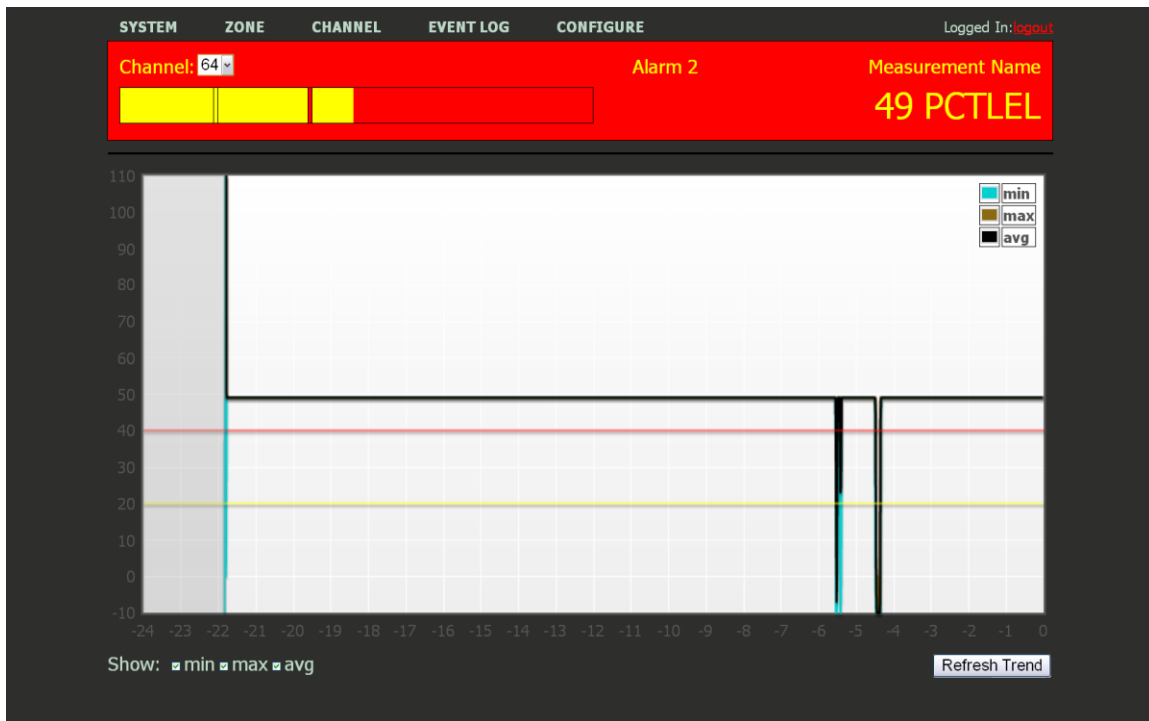 SYSTEM ZONE CHANNEL EVENT LOG CONFIGURE Logged In:logout
Channel: 64 Alarm 2 Measurement Name
49 PCTLEL
110
100
90
80
70
60
50
40
30
20
10
0
-10
min
max
avg
-24 -23 -22 -21 -20 -19 -18 -17 -16 -15 -14 -13 -12 -11 -10 -9 -8 -7 -6 -5 -4 -3 -2 -1 0
Show: min max avg Refresh Trend